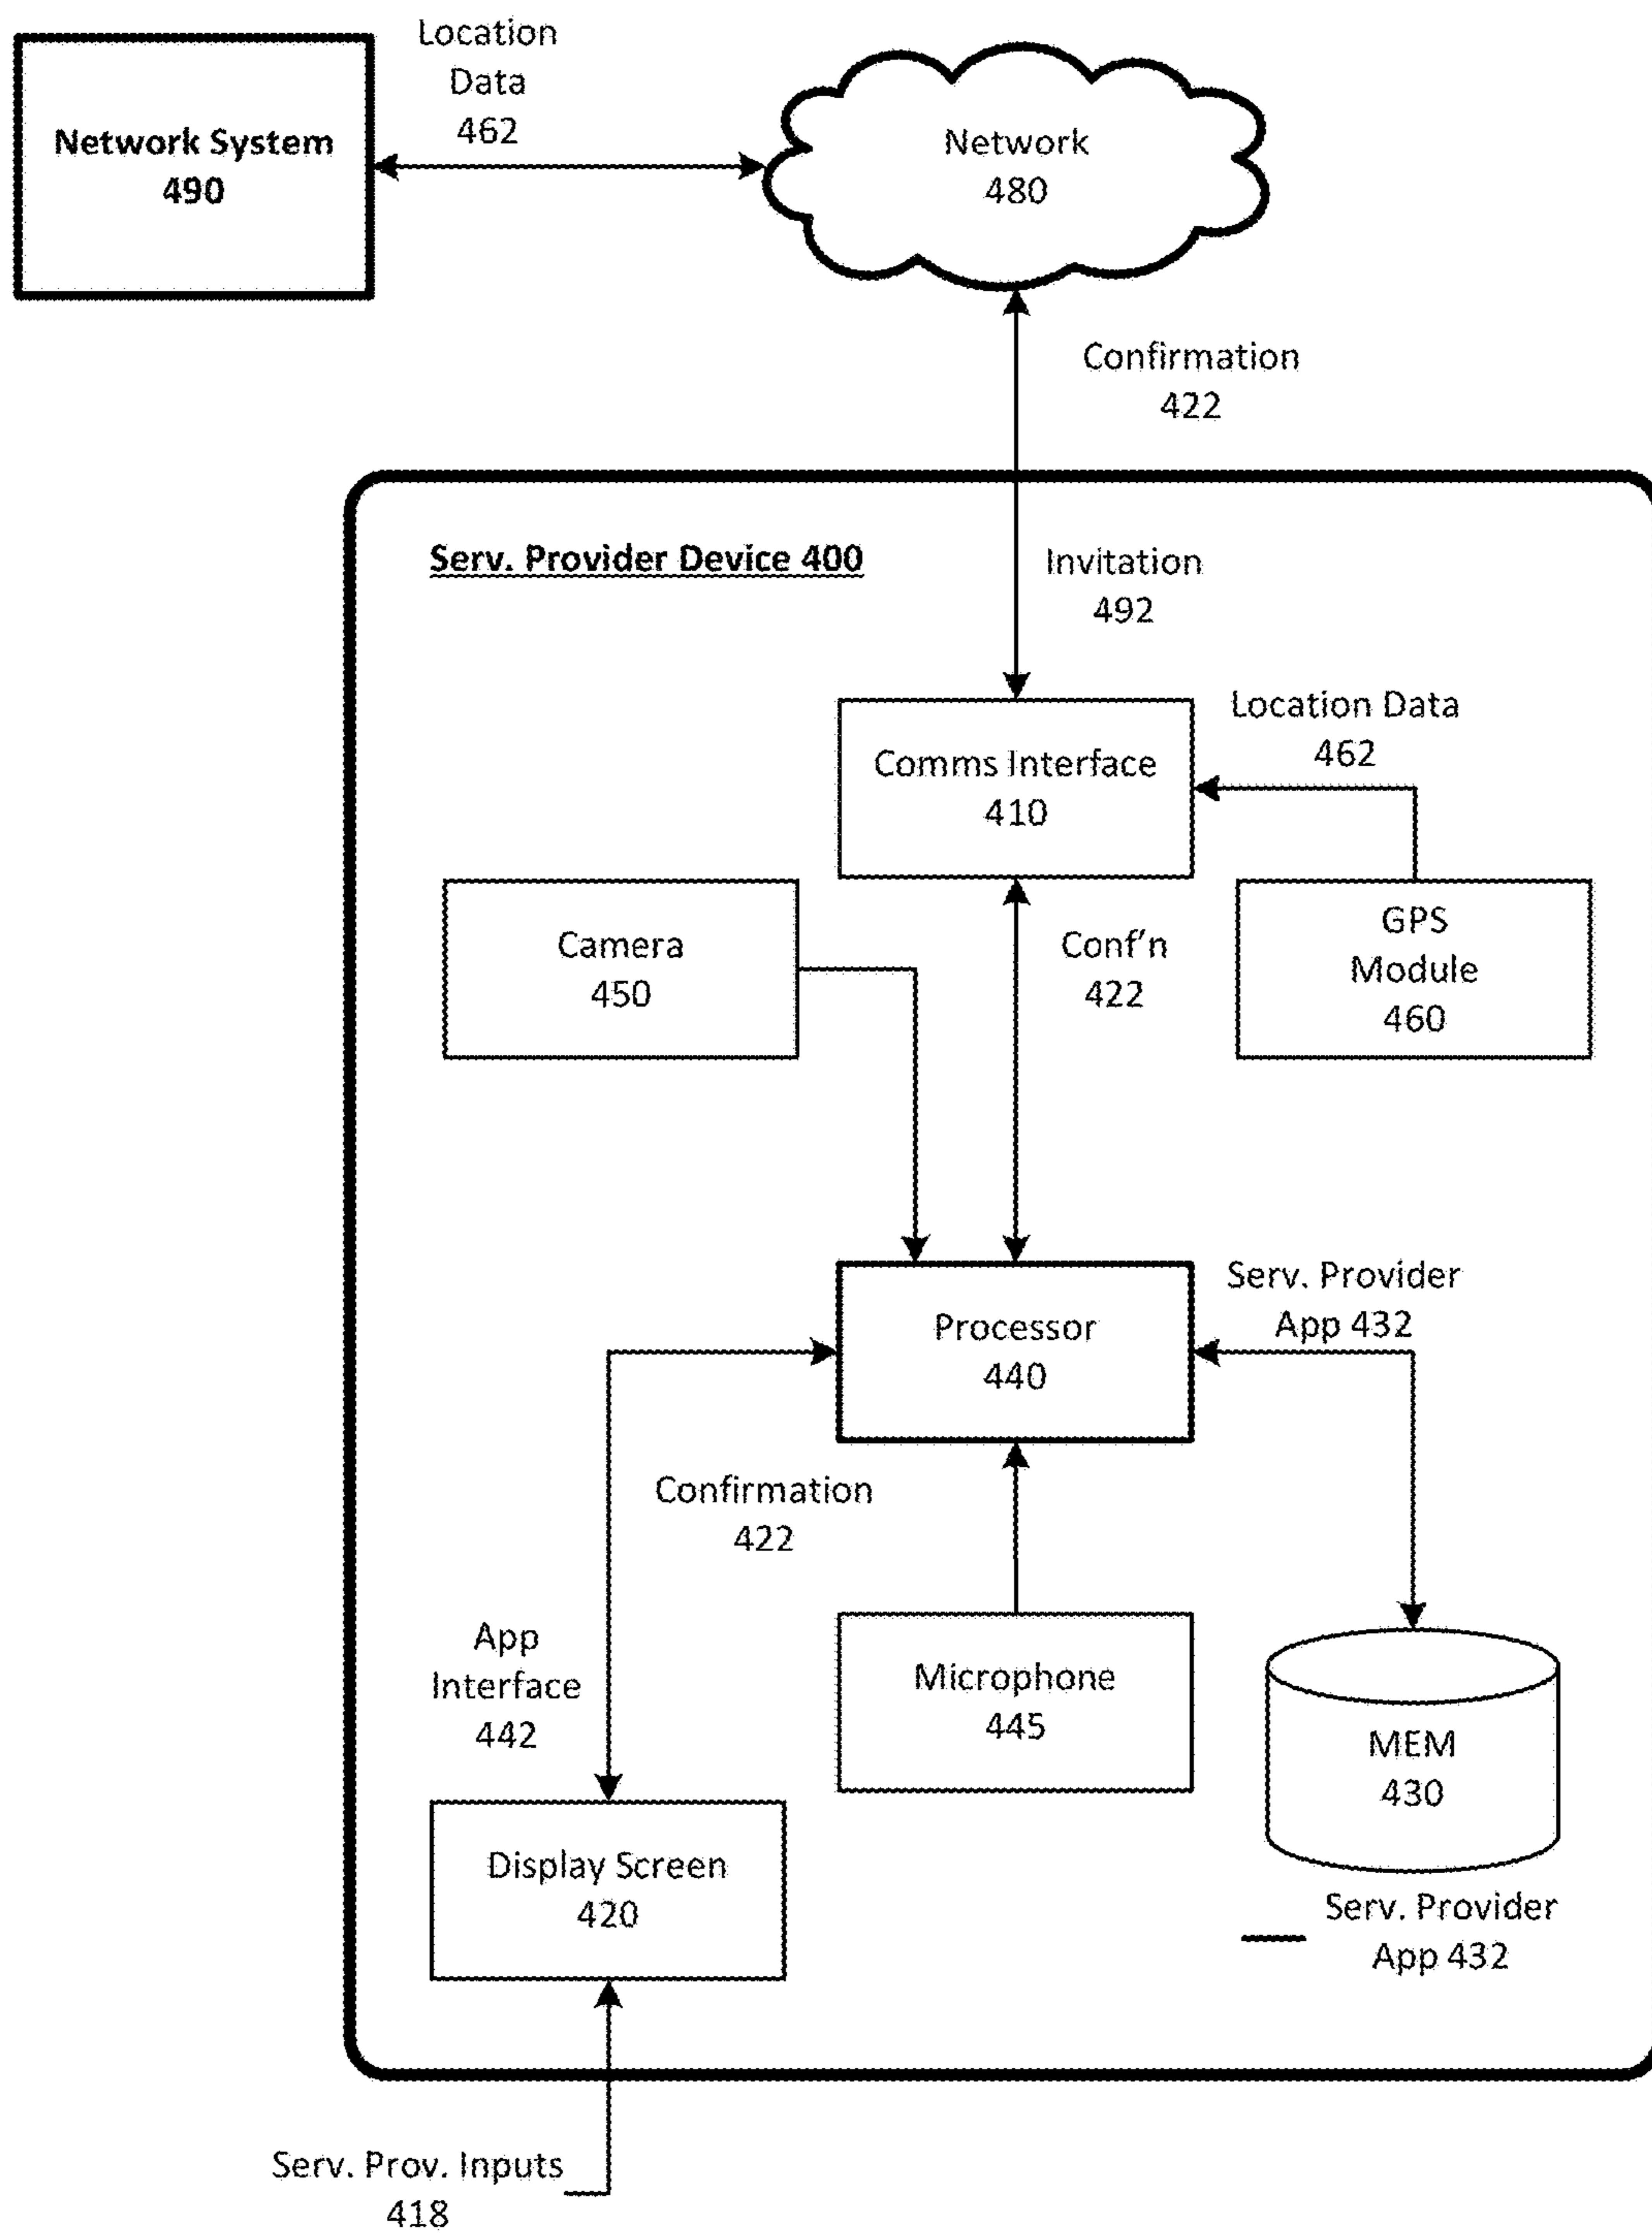 Location
Data
462
Network System
490
Network
480
Confirmation
422
Serv. Provider Device 400
Invitation
492
Location Data
462
Comms Interface
410
Camera
450
Conf'n
422
GPS
Module
460
Serv. Provider
App 432
Processor
440
Confirmation
422
App
Interface
442
Microphone
445
MEM
430
Display Screen
420
Serv. Provider
App 432
Serv. Prov. Inputs
418